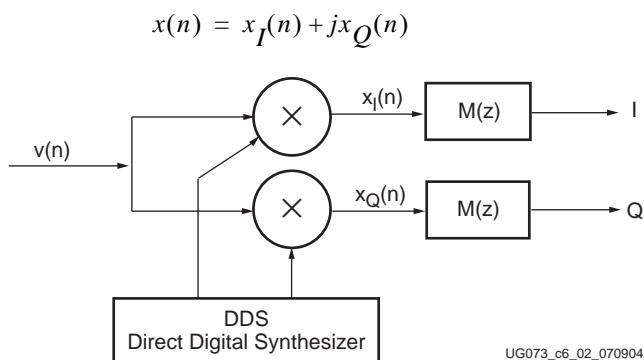 x(n) = x_I(n) + jx_Q(n)
x_I(n)
I
M(z)
v(n)
x_Q(n)
Q
M(z)
DDS
Direct Digital Synthesizer
UG073_c6_02_070904